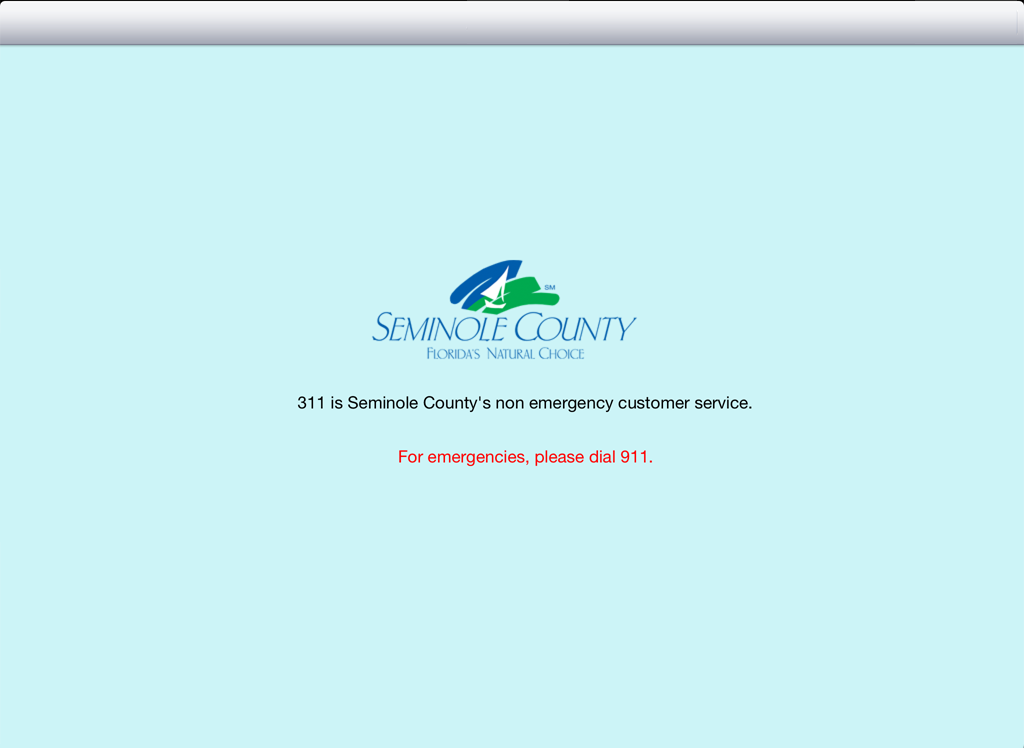 SM
SEMINOLE COUNTY
FLORIDA'S NATURAL CHOICE
311 is Seminole County's non emergency customer service.
For emergencies, please dial 911.